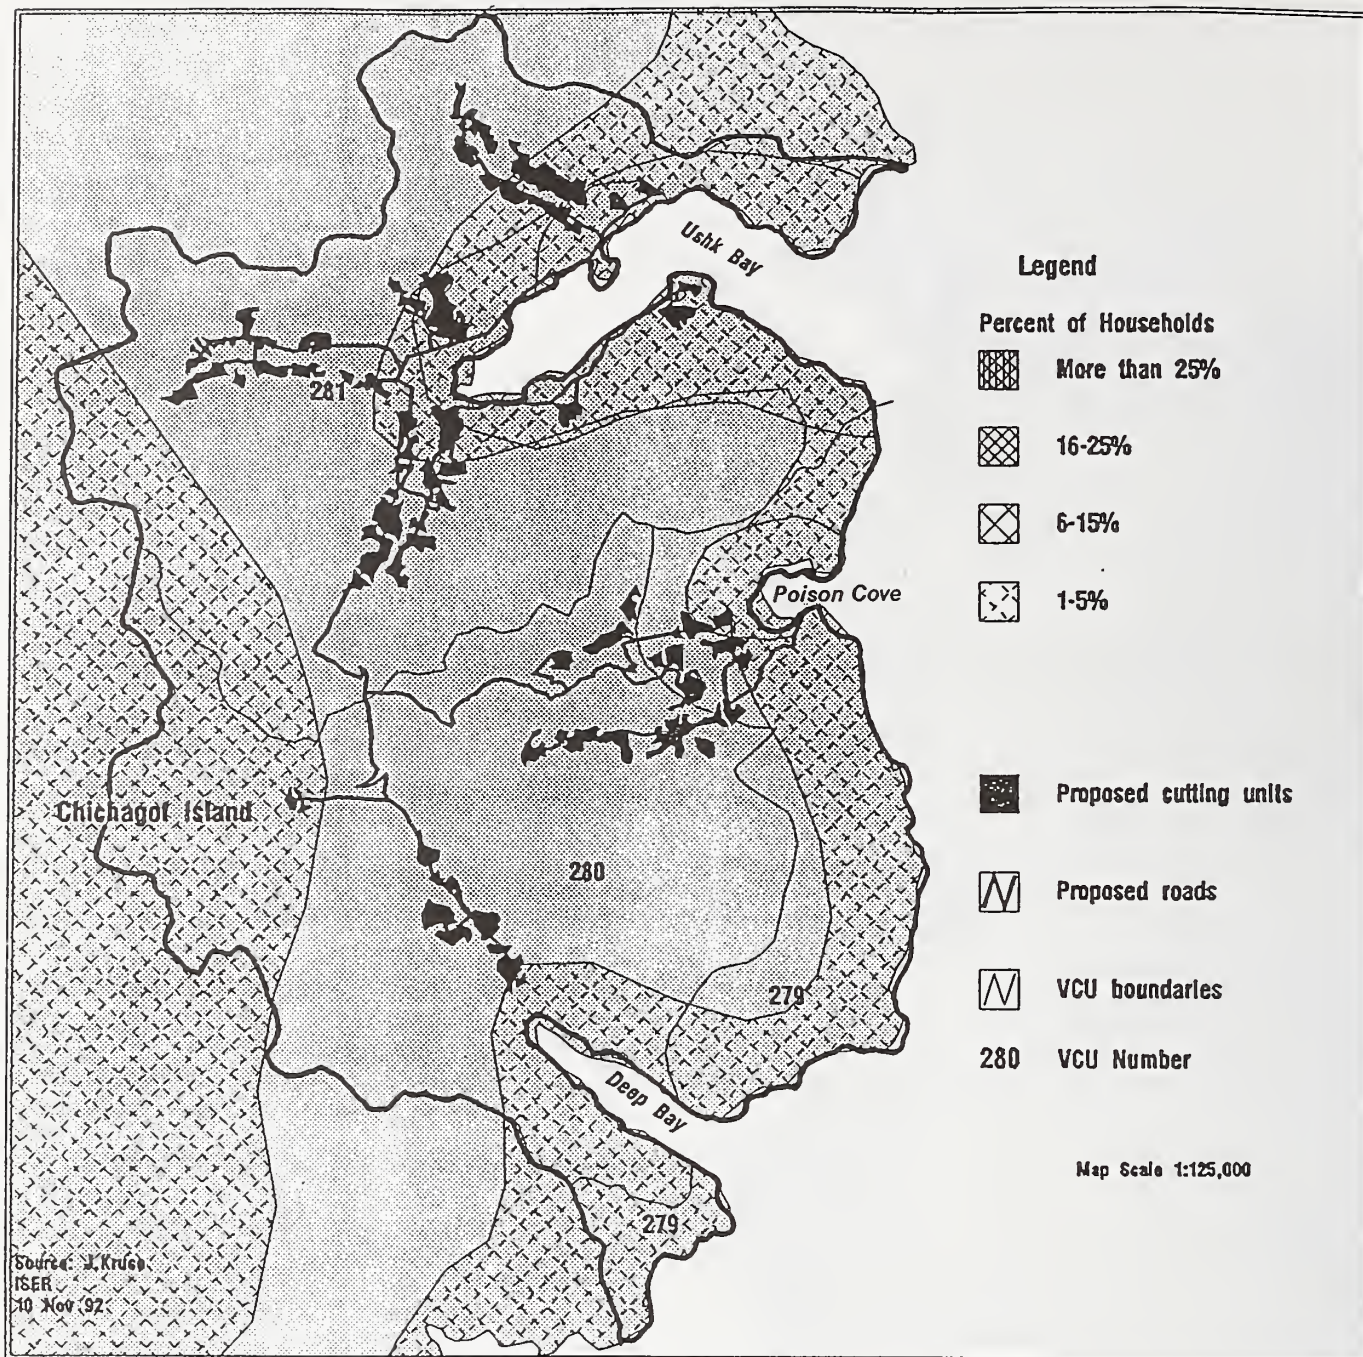 Ushk Bay
281
Poison Cove
Chichagof Island
280
279
Deep Bay
279
Source: J.Kruse
ISER
10 Nov 92
Legend
Percent of Households
More than 25%
16-25%
6-15%
1-5%
Proposed cutting units
Proposed roads
VCU boundaries
280 VCU Number
Map Scale 1:125,000